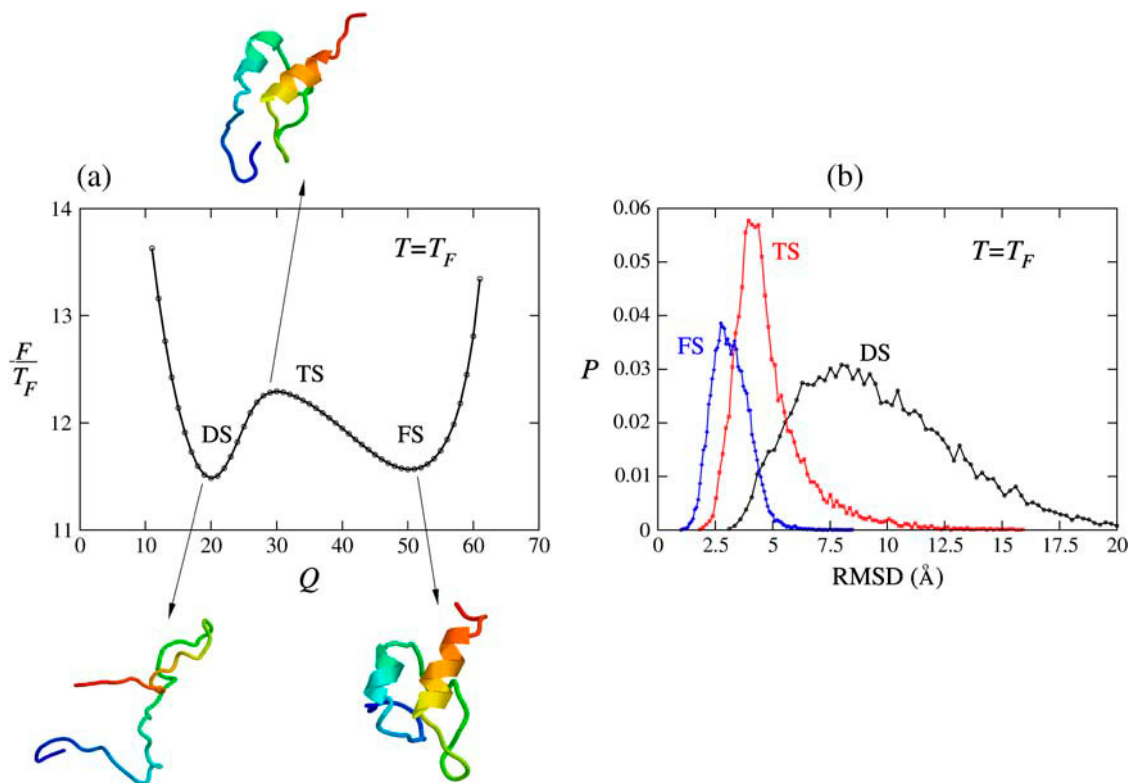 (a)
14
13
12
11
F
T_F
T=T_F
DS
TS
FS
0 10 20 30 40 50 60 70
Q
(b)
0.06
0.05
0.04
0.03
0.02
0.01
0
P
T=T_F
TS
FS
DS
0 2.5 5 7.5 10 12.5 15 17.5 20
RMSD (Å)